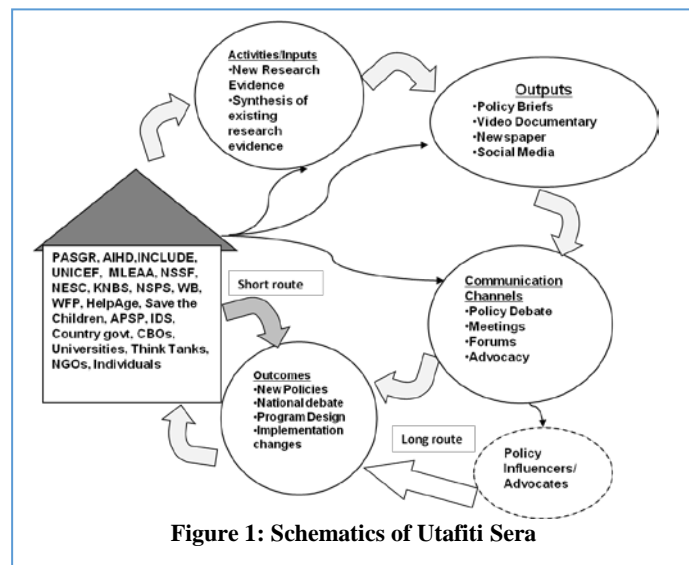 Activities/Inputs
•New Research
Evidence
•Synthesis of
existing
research
evidence
Outputs
•Policy Briefs
•Video Documentary
•Newspaper
•Social Media
PASGR, AIHD,INCLUDE,
UNICEF, MLEAA, NSSF,
NESC, KNBS, NSPS, WB,
WFP, HelpAge, Save the
Children, APSP, IDS,
Country govt, CBOs,
Universities, Think Tanks,
NGOs, Individuals
Short route
Communication
Channels
•Policy Debate
•Meetings
•Forums
•Advocacy
Outcomes
•New Policies
•National debate
•Program Design
•Implementation
changes
Long route
Policy
Influencers/
Advocates
Figure 1: Schematics of Utafiti Sera